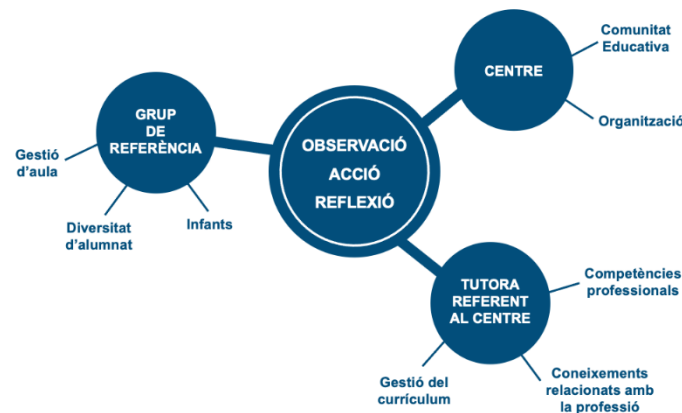 OBSERVACIÓ
ACCIÓ
REFLEXIÓ
GRUP
DE
REFERÈNCIA
Gestió
d'aula
Diversitat
d'alumnat
Infants
CENTRE
Comunitat
Educativa
Organització
TUTORA
REFERENT
AL CENTRE
Competències
professionals
Coneixements
relacionats amb
la professió
Gestió del
currículum